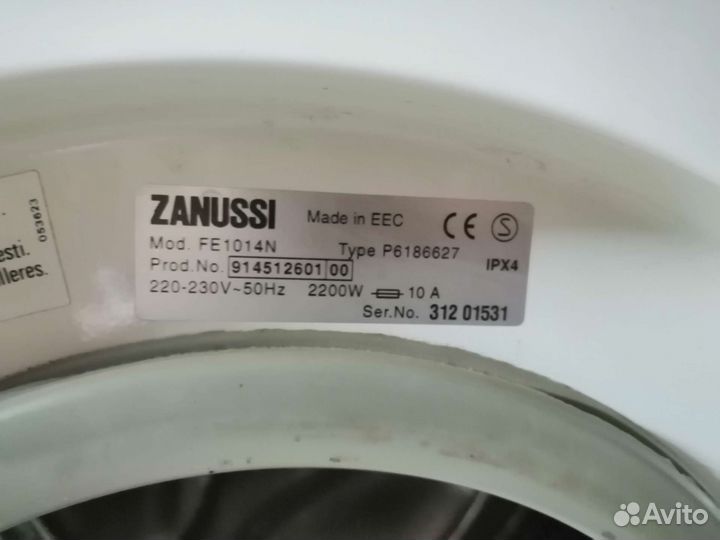 053623
esti.
lleres.
ZANUSSI Made in EEC CE S
Mod. FE1014N Type P6186627
Prod.No. 914512601 00 IPX4
220-230V~50Hz 2200W 10 A
Ser.No. 312 01531
Avito